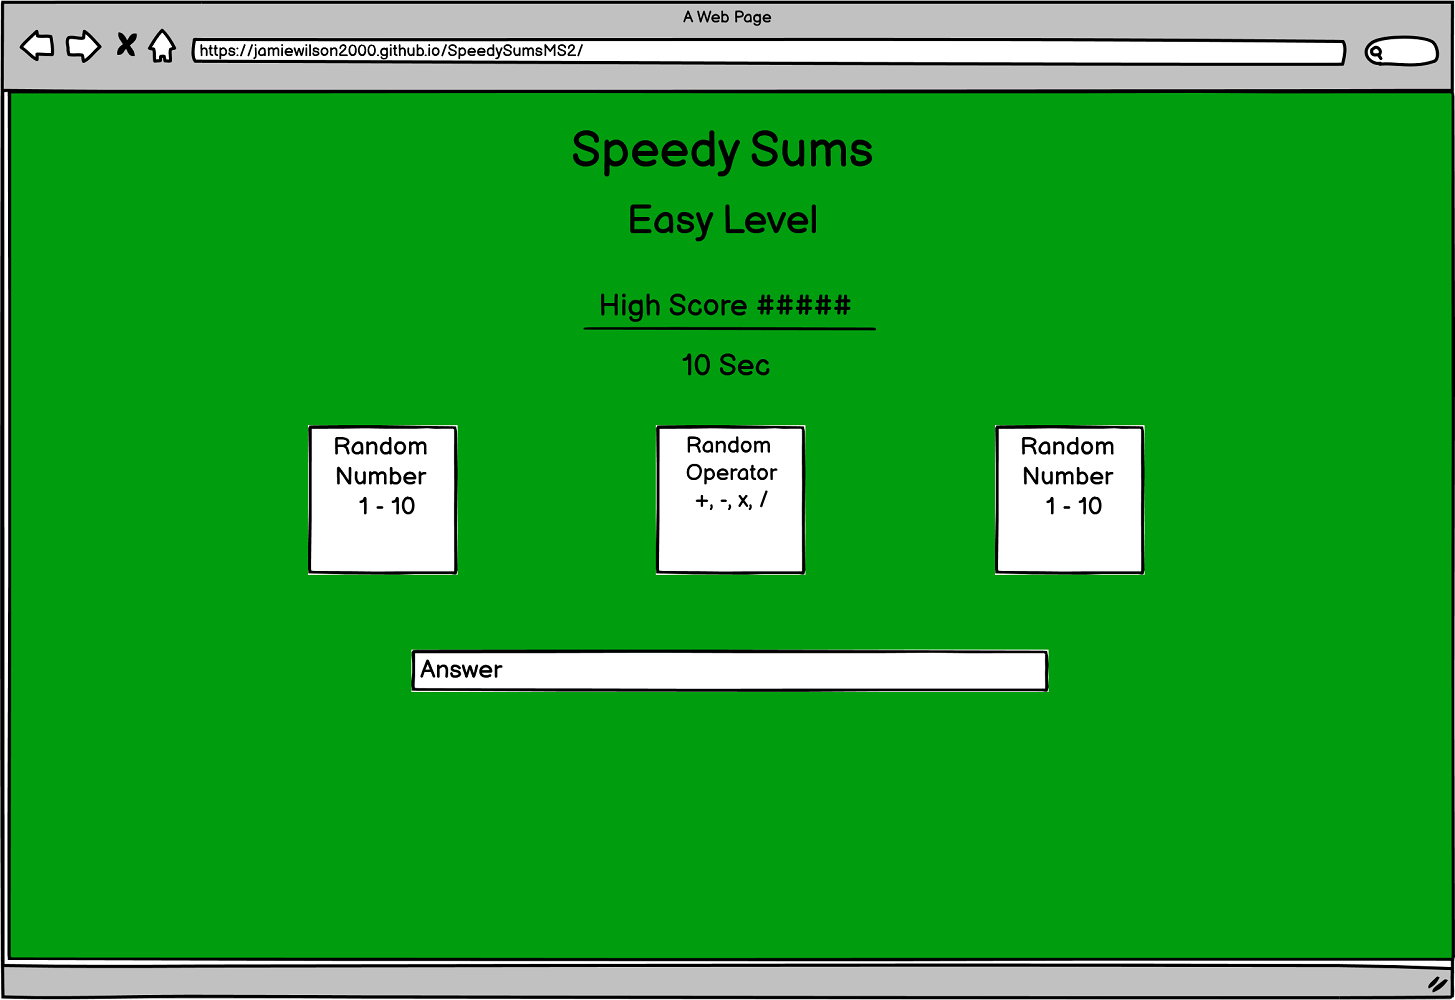 A Web Page
https://jamiewilson2000.github.io/SpeedySumsMS2/
Speedy Sums
Easy Level
High Score #####
10 Sec
Random
Number
1 - 10
Random
Operator
+, -, x, /
Random
Number
1 - 10
Answer